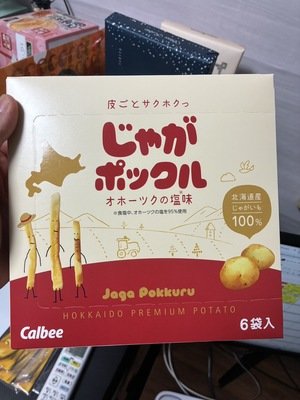 皮ごとサクホクっ
じゃが
ポックル
オホーツクの塩味
※食塩中、オホーツクの塩を95%使用
北海道産
じゃがいも
100%
Jaga Pokkuru
HOKKAIDO PREMIUM POTATO
Calbee
6袋入